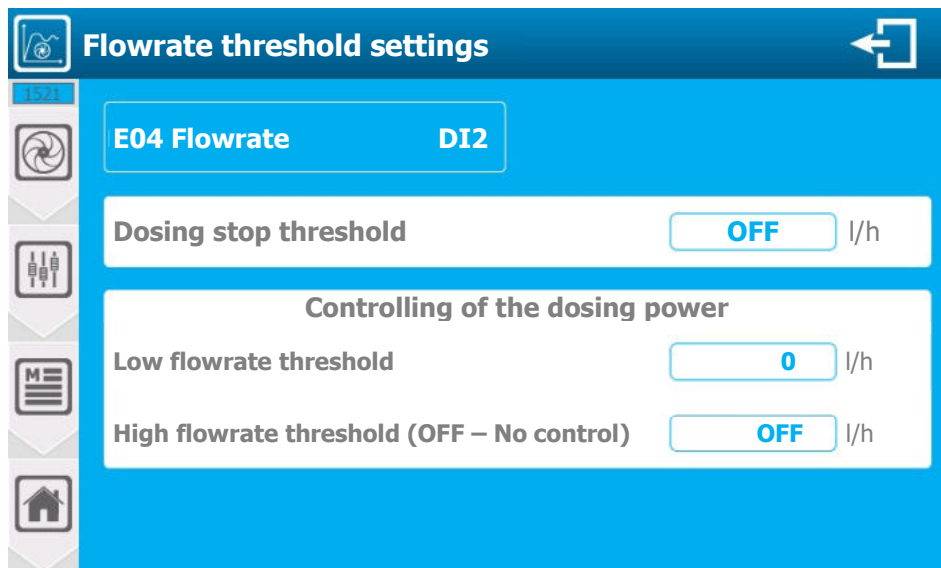 Flowrate threshold settings
1521
E04 Flowrate DI2
Dosing stop threshold OFF l/h
Controlling of the dosing power
Low flowrate threshold 0 l/h
M
High flowrate threshold (OFF – No control) OFF l/h